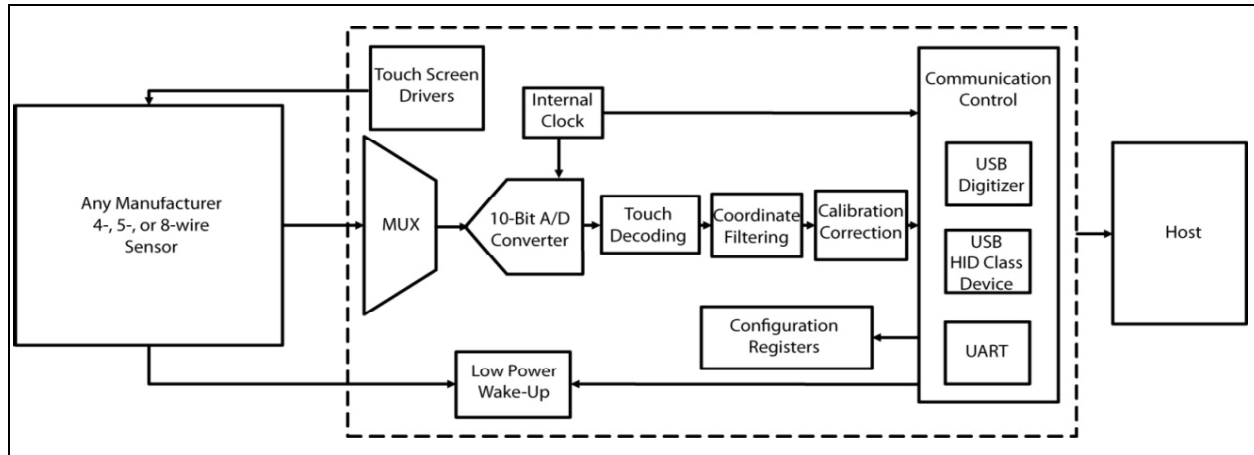 Touch Screen
Drivers
Internal
Clock
Communication
Control
USB
Digitizer
Any Manufacturer
4-, 5-, or 8-wire
Sensor
MUX
10-Bit A/D
Converter
Touch
Decoding
Coordinate
Filtering
Calibration
Correction
USB
HID Class
Device
Host
Configuration
Registers
UART
Low Power
Wake-Up